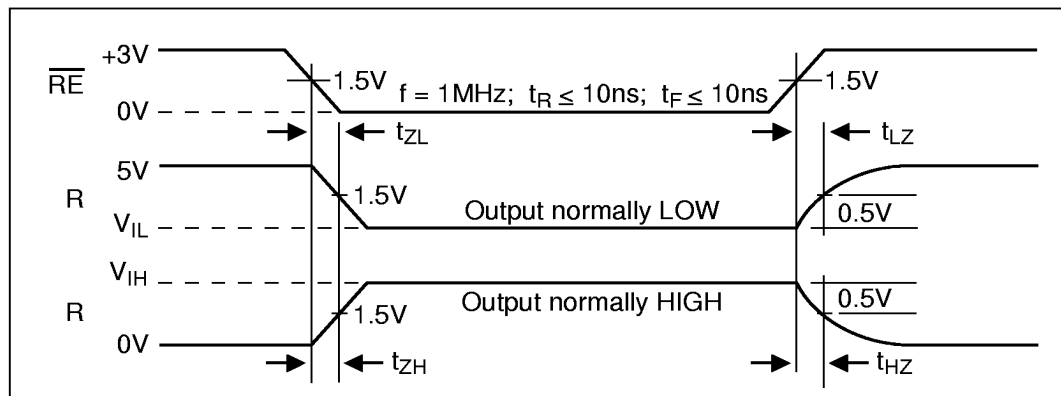 +3V
R̅E̅ 1.5V 1.5V
f = 1MHz; tR ≤ 10ns; tF ≤ 10ns
0V
tZL tLZ
5V
R 1.5V Output normally LOW 0.5V
VIL
VIH
R 1.5V Output normally HIGH 0.5V
0V
tZH tHZ